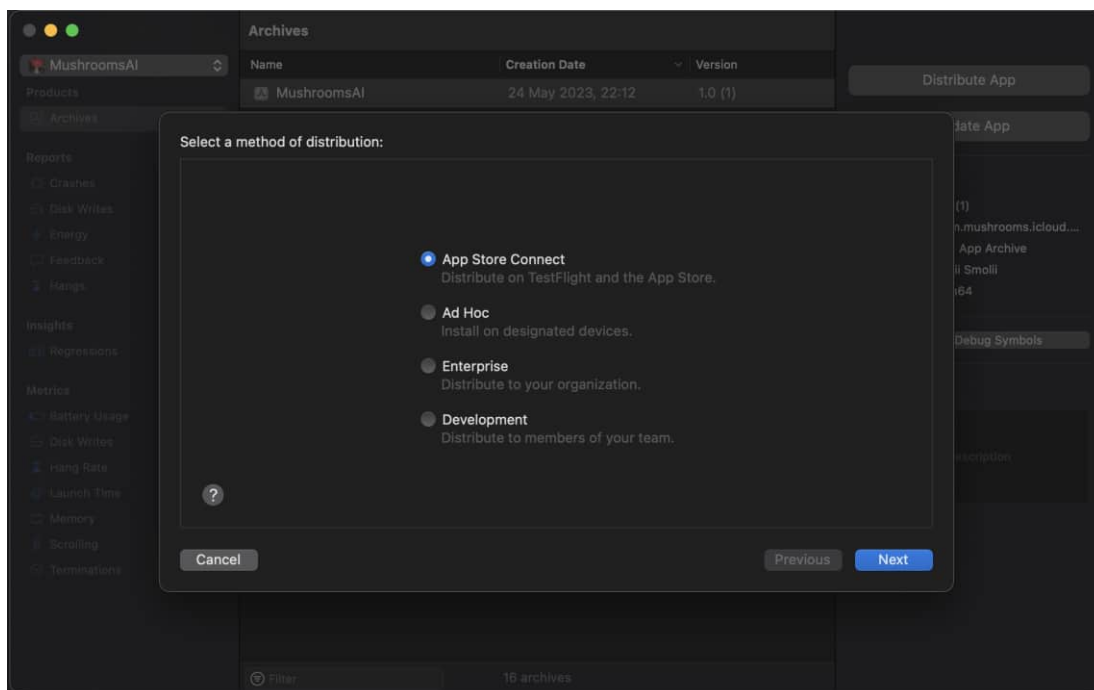 Archives
MushroomsAI
Name Creation Date Version
Products
MushroomsAI 24 May 2023, 22:12 1.0 (1)
Distribute App
Archives
date App
Select a method of distribution:
Reports
Crashes
Disk Writes
(1)
Energy
n.mushrooms.icloud....
App Archive
Feedback
App Store Connect
Distribute on TestFlight and the App Store.
ii Smolii
Hangs
Ad Hoc
Install on designated devices.
Insights
Regressions
Debug Symbols
Enterprise
Distribute to your organization.
Metrics
Battery Usage
Development
Distribute to members of your team.
Disk Writes
Hang Rate
escription
Launch Time
?
Memory
Scrolling
Terminations
Cancel Previous Next
Filter 16 archives